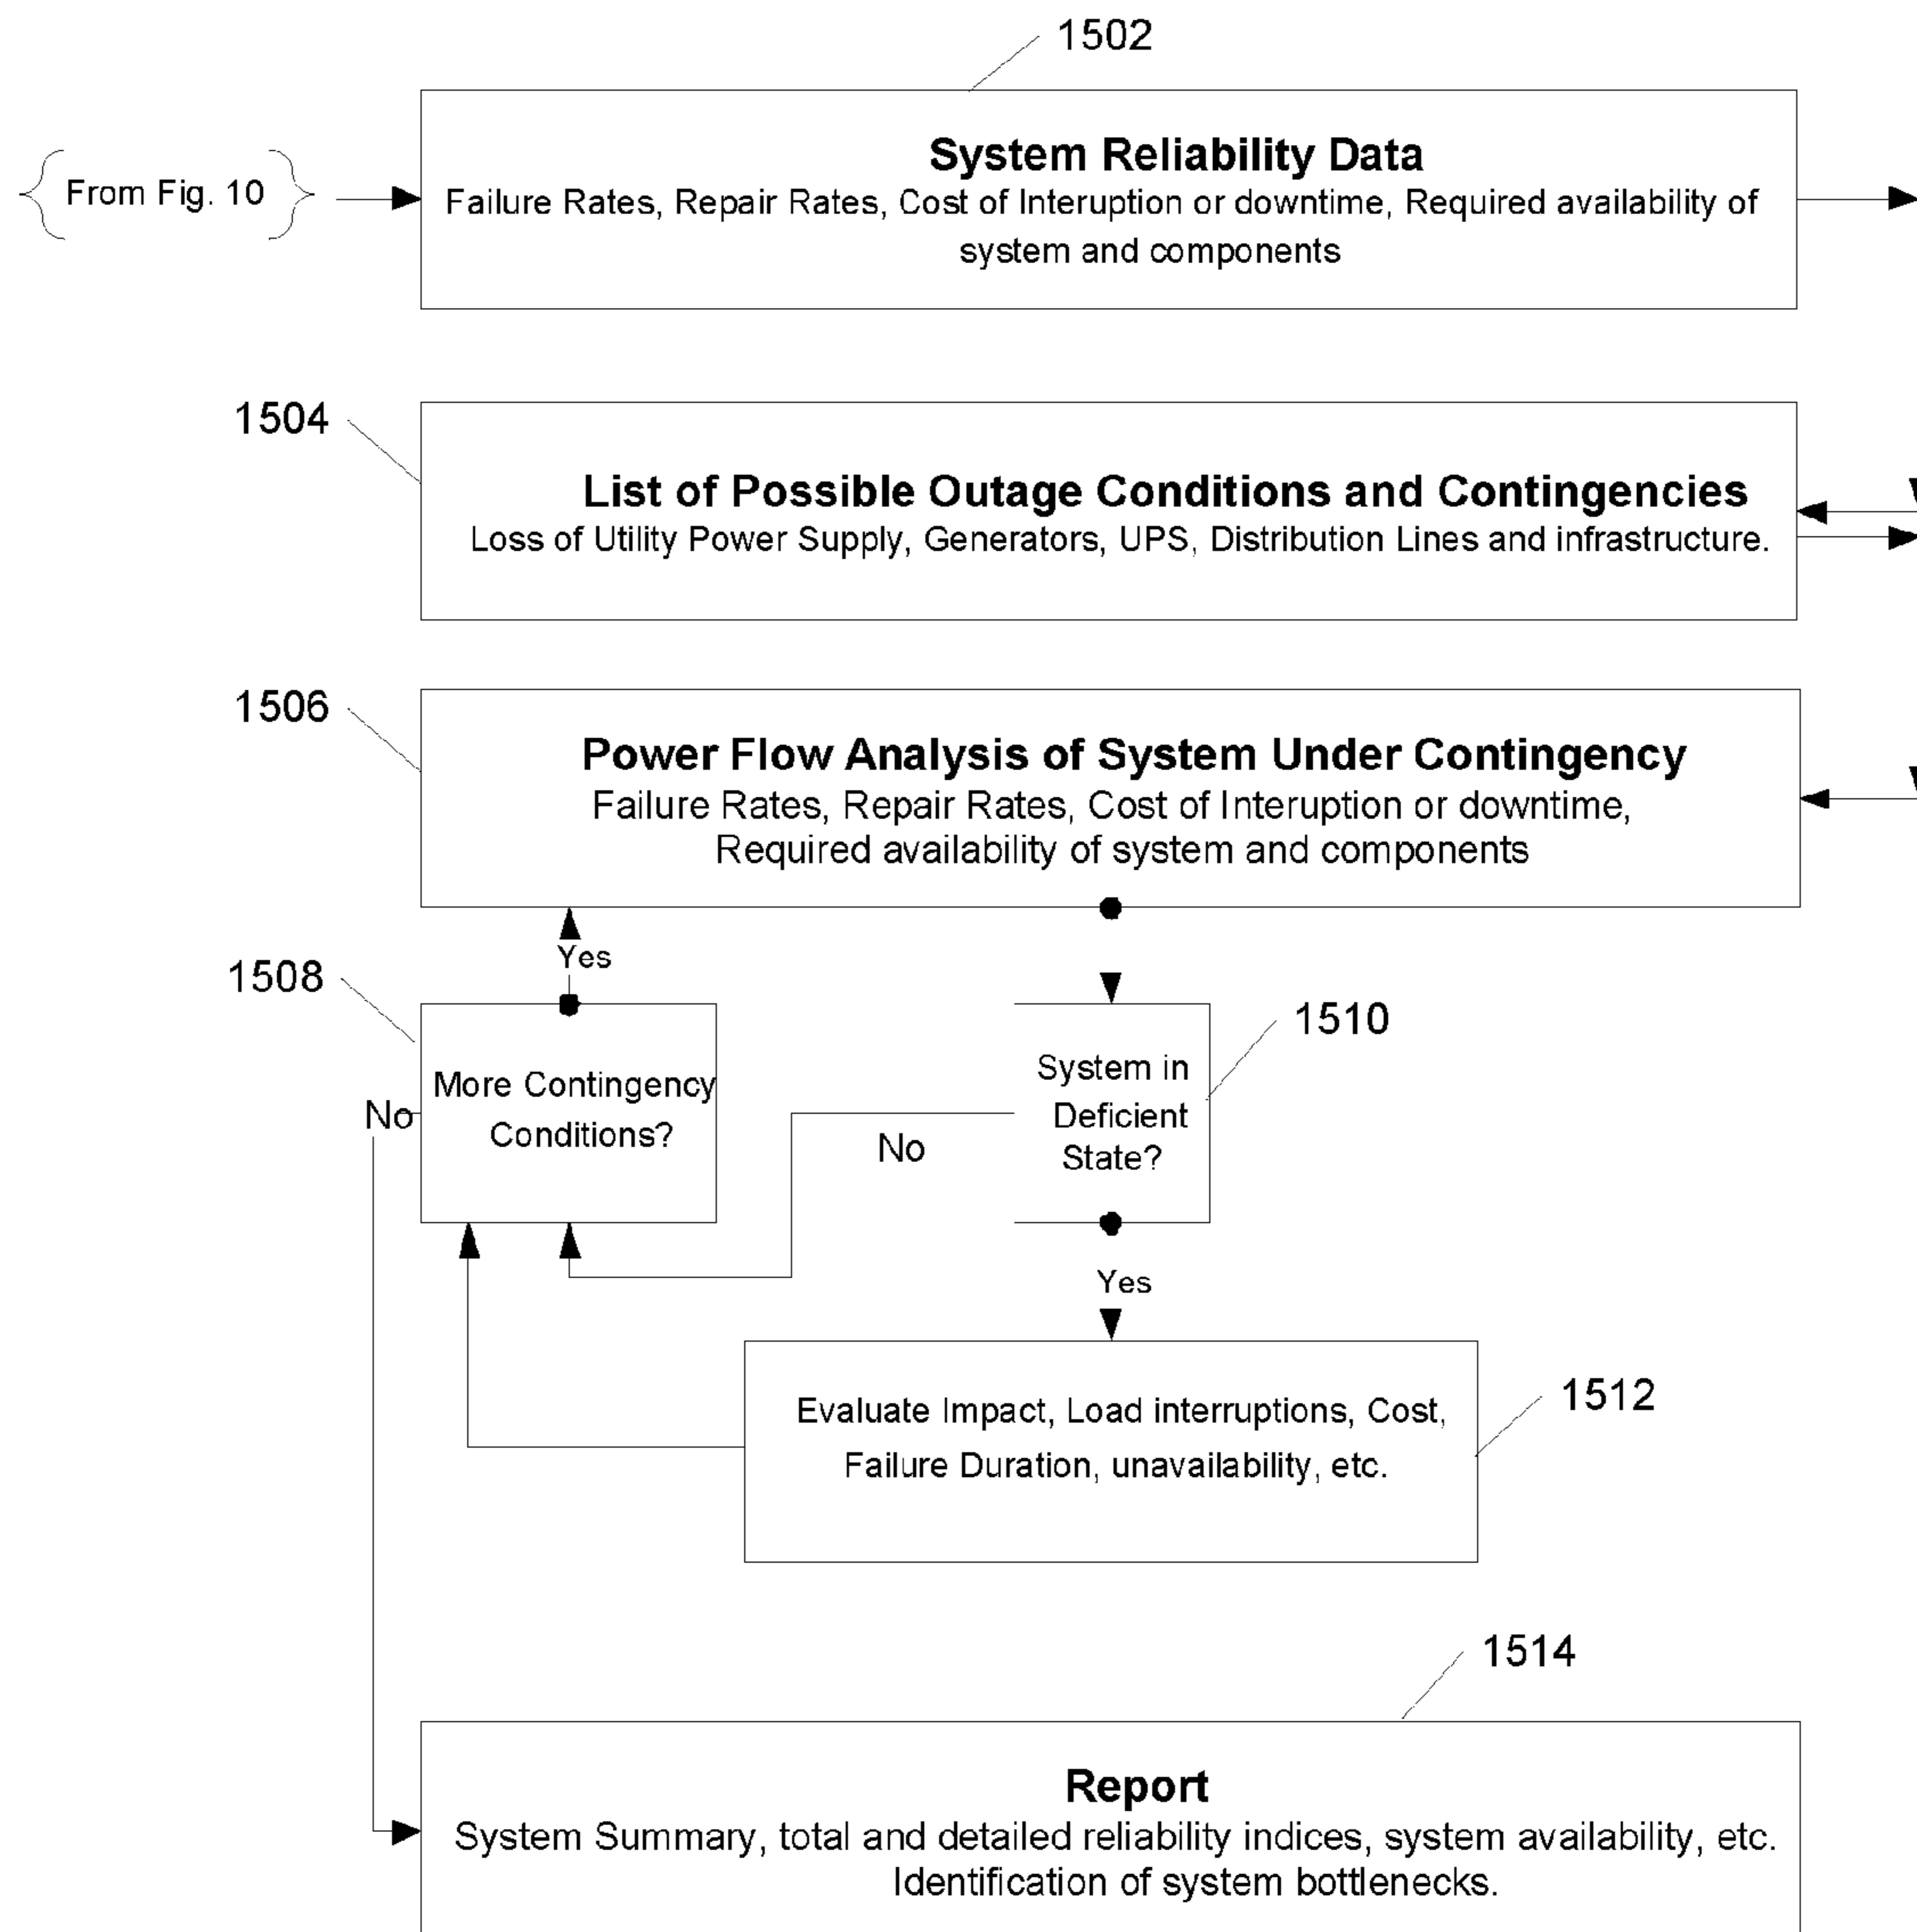 1502
System Reliability Data
From Fig. 10
Failure Rates, Repair Rates, Cost of Interuption or downtime, Required availability of
system and components
1504
List of Possible Outage Conditions and Contingencies
Loss of Utility Power Supply, Generators, UPS, Distribution Lines and infrastructure.
1506
Power Flow Analysis of System Under Contingency
Failure Rates, Repair Rates, Cost of Interuption or downtime,
Required availability of system and components
Yes
1508
1510
More Contingency
Conditions?
No
System in
Deficient
State?
No
Yes
1512
Evaluate Impact, Load interruptions, Cost,
Failure Duration, unavailability, etc.
1514
Report
System Summary, total and detailed reliability indices, system availability, etc.
Identification of system bottlenecks.